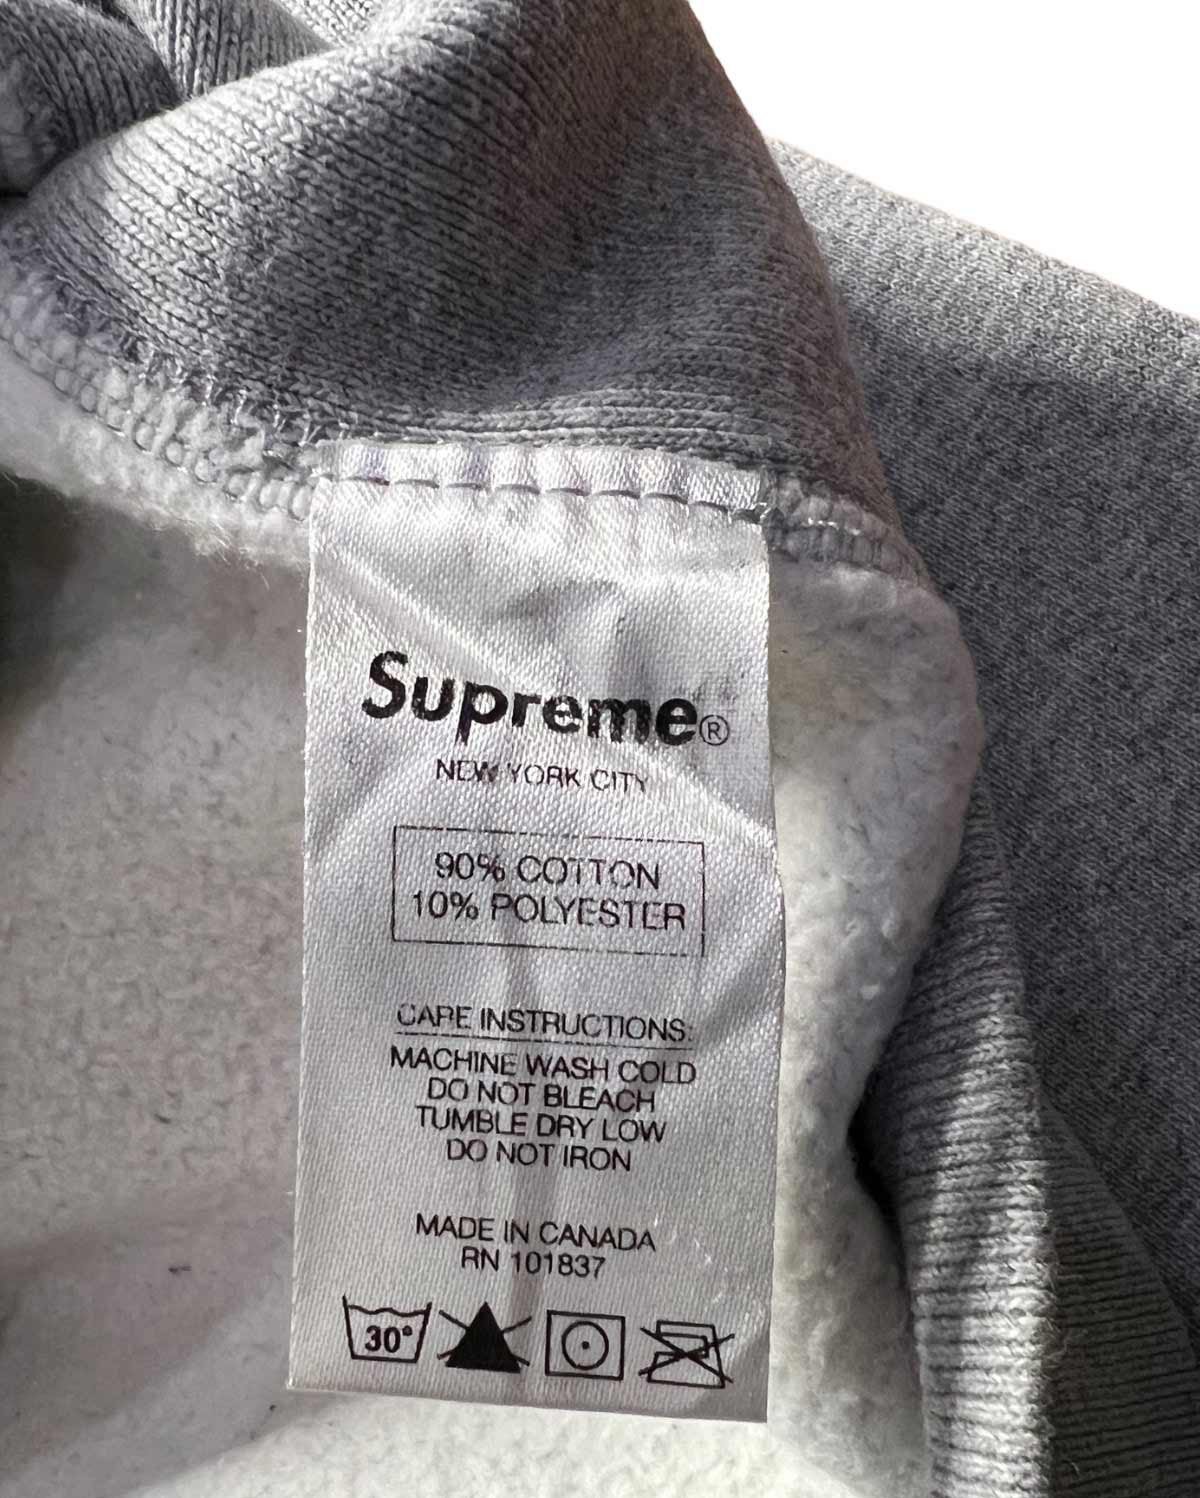 Supreme®
NEW YORK CITY
90% COTTON
10% POLYESTER
CARE INSTRUCTIONS:
MACHINE WASH COLD
DO NOT BLEACH
TUMBLE DRY LOW
DO NOT IRON
MADE IN CANADA
RN 101837
30°